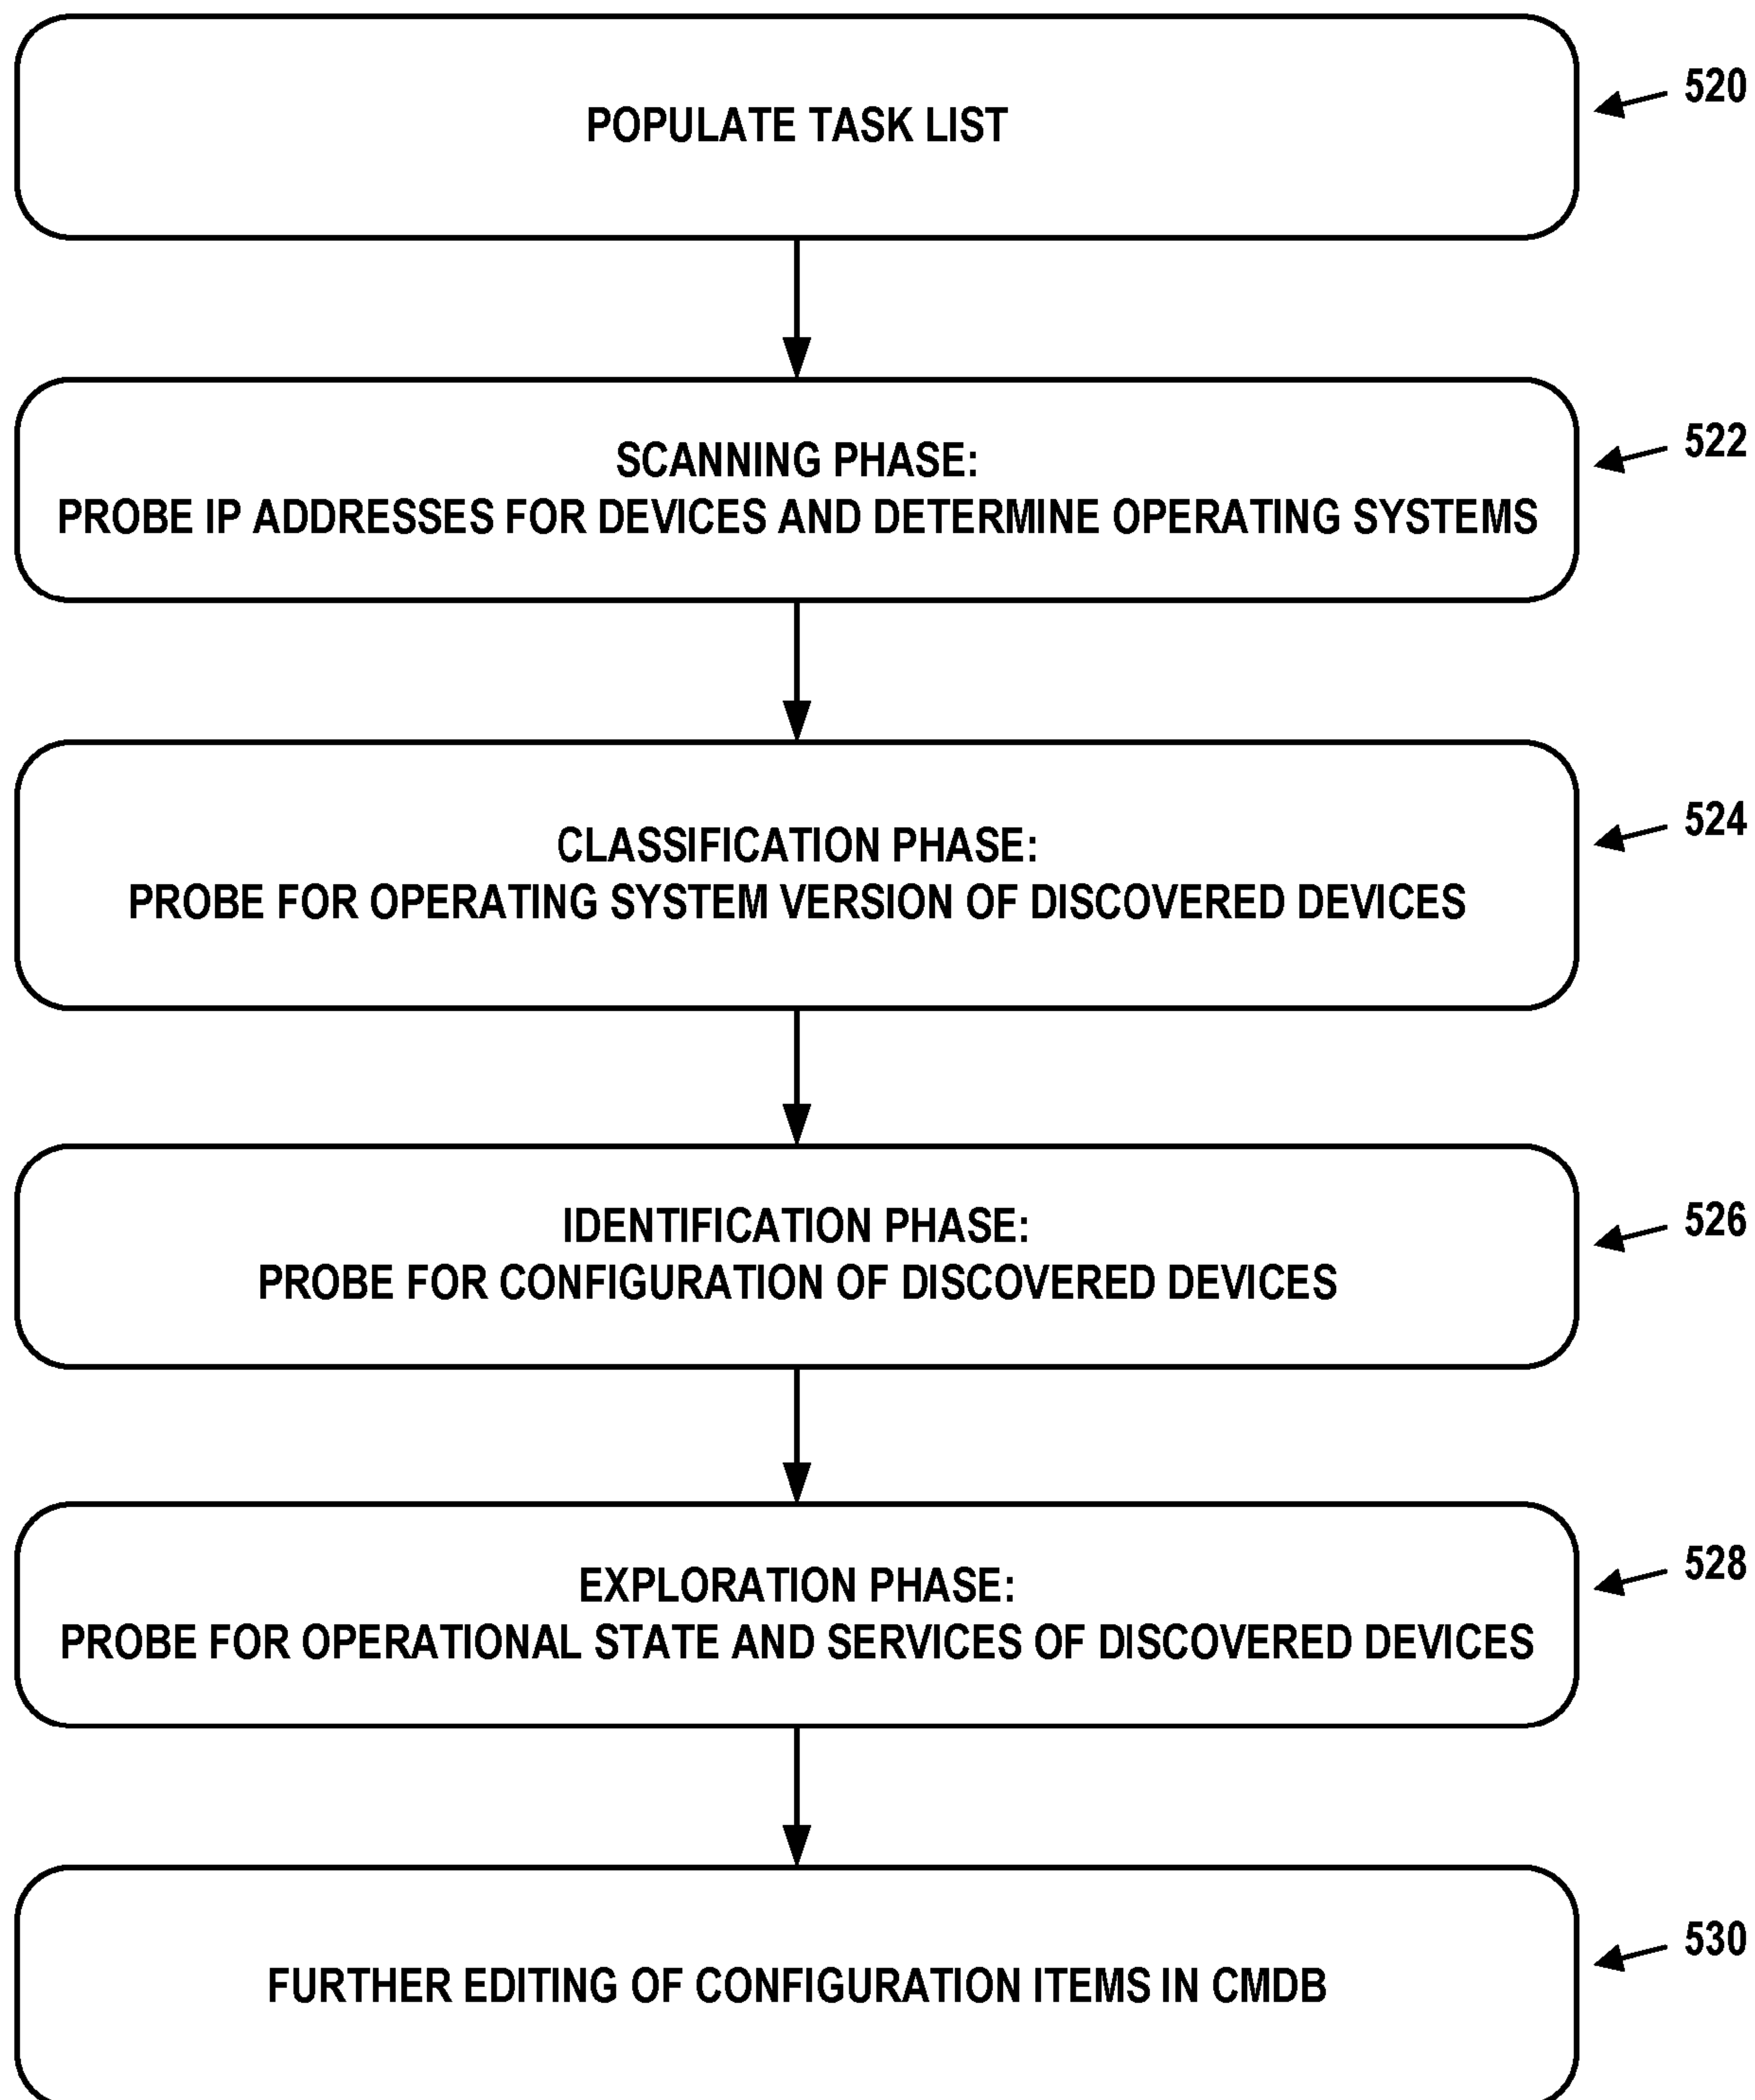 POPULATE TASK LIST
520
SCANNING PHASE:
PROBE IP ADDRESSES FOR DEVICES AND DETERMINE OPERATING SYSTEMS
522
CLASSIFICATION PHASE:
PROBE FOR OPERATING SYSTEM VERSION OF DISCOVERED DEVICES
524
IDENTIFICATION PHASE:
PROBE FOR CONFIGURATION OF DISCOVERED DEVICES
526
EXPLORATION PHASE:
PROBE FOR OPERATIONAL STATE AND SERVICES OF DISCOVERED DEVICES
528
FURTHER EDITING OF CONFIGURATION ITEMS IN CMDB
530